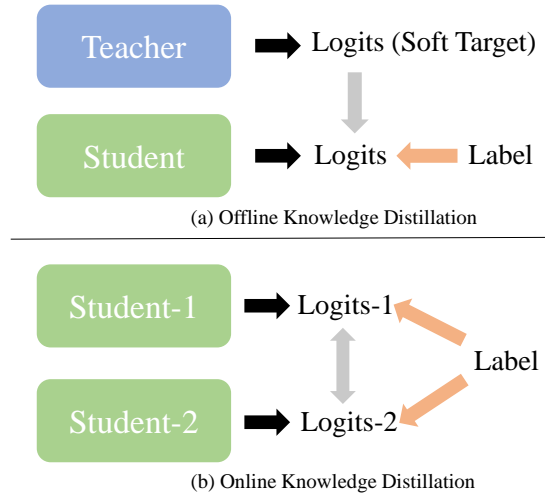 Teacher
Logits (Soft Target)
Student
Logits
Label
(a) Offline Knowledge Distillation
Student-1
Logits-1
Label
Student-2
Logits-2
(b) Online Knowledge Distillation